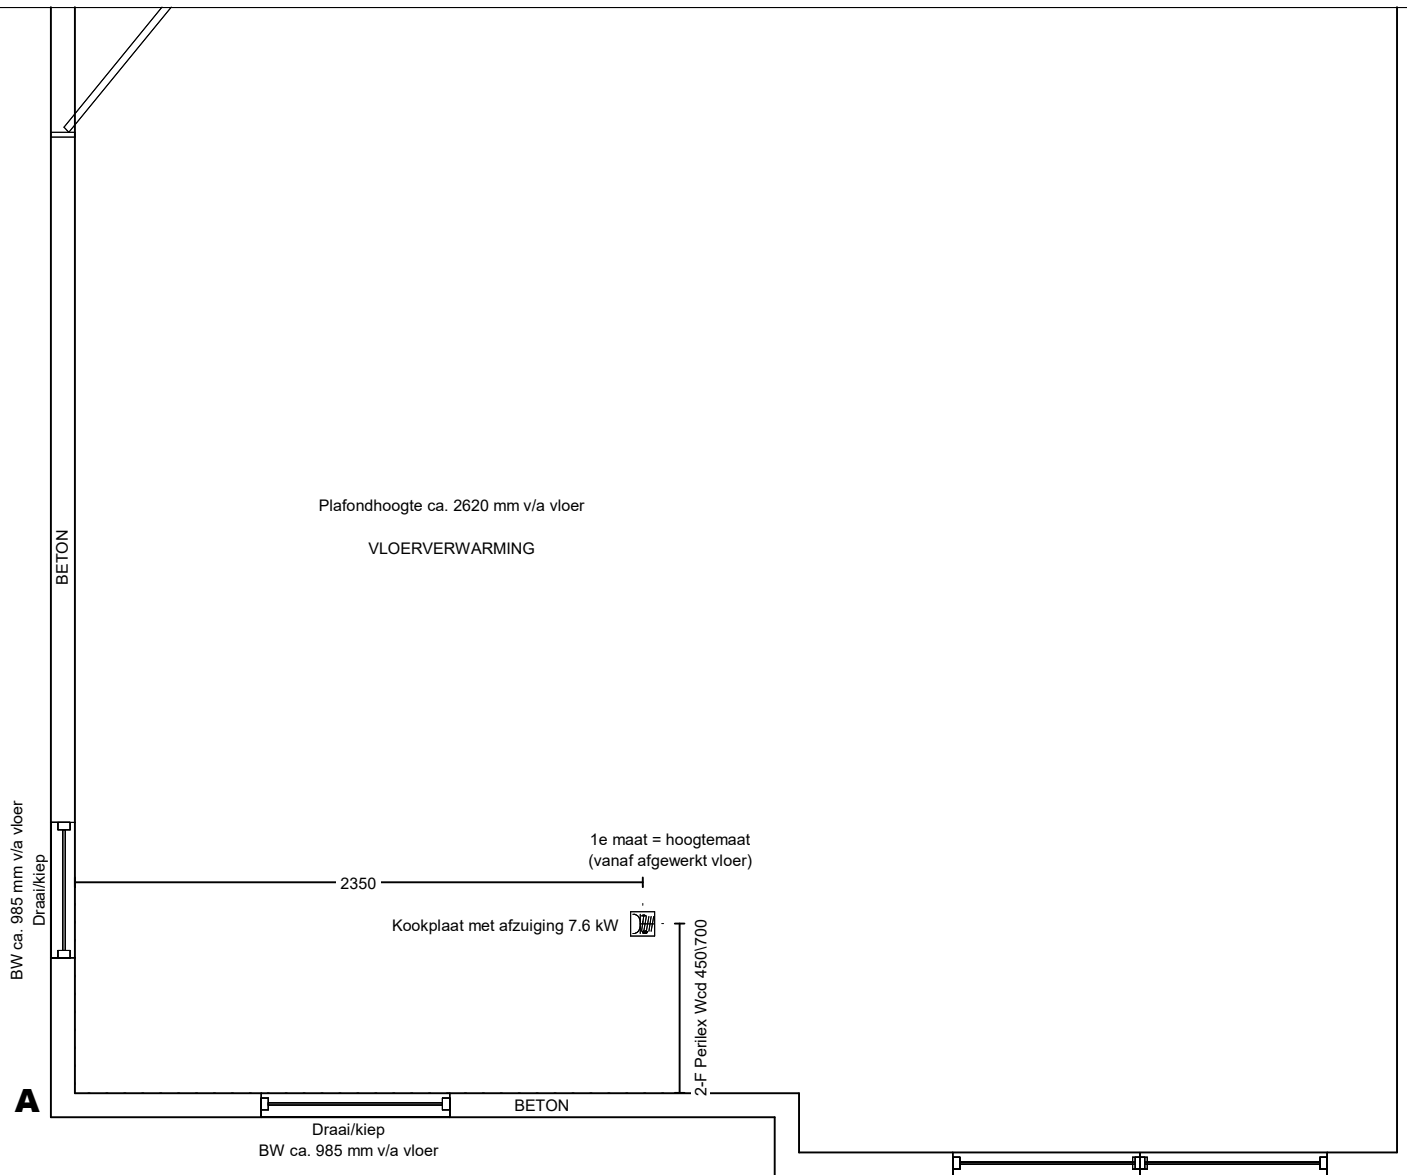 Plafondhoogte ca. 2620 mm v/a vloer
VLOERVERWARMING
BETON
BW ca. 985 mm v/a vloer
Draai/kiep
1e maat = hoogtemaat
(vanaf afgewerkt vloer)
2350
Kookplaat met afzuiging 7.6 kW
2-F Perilex Wcd 450\700
A
BETON
Draai/kiep
BW ca. 985 mm v/a vloer